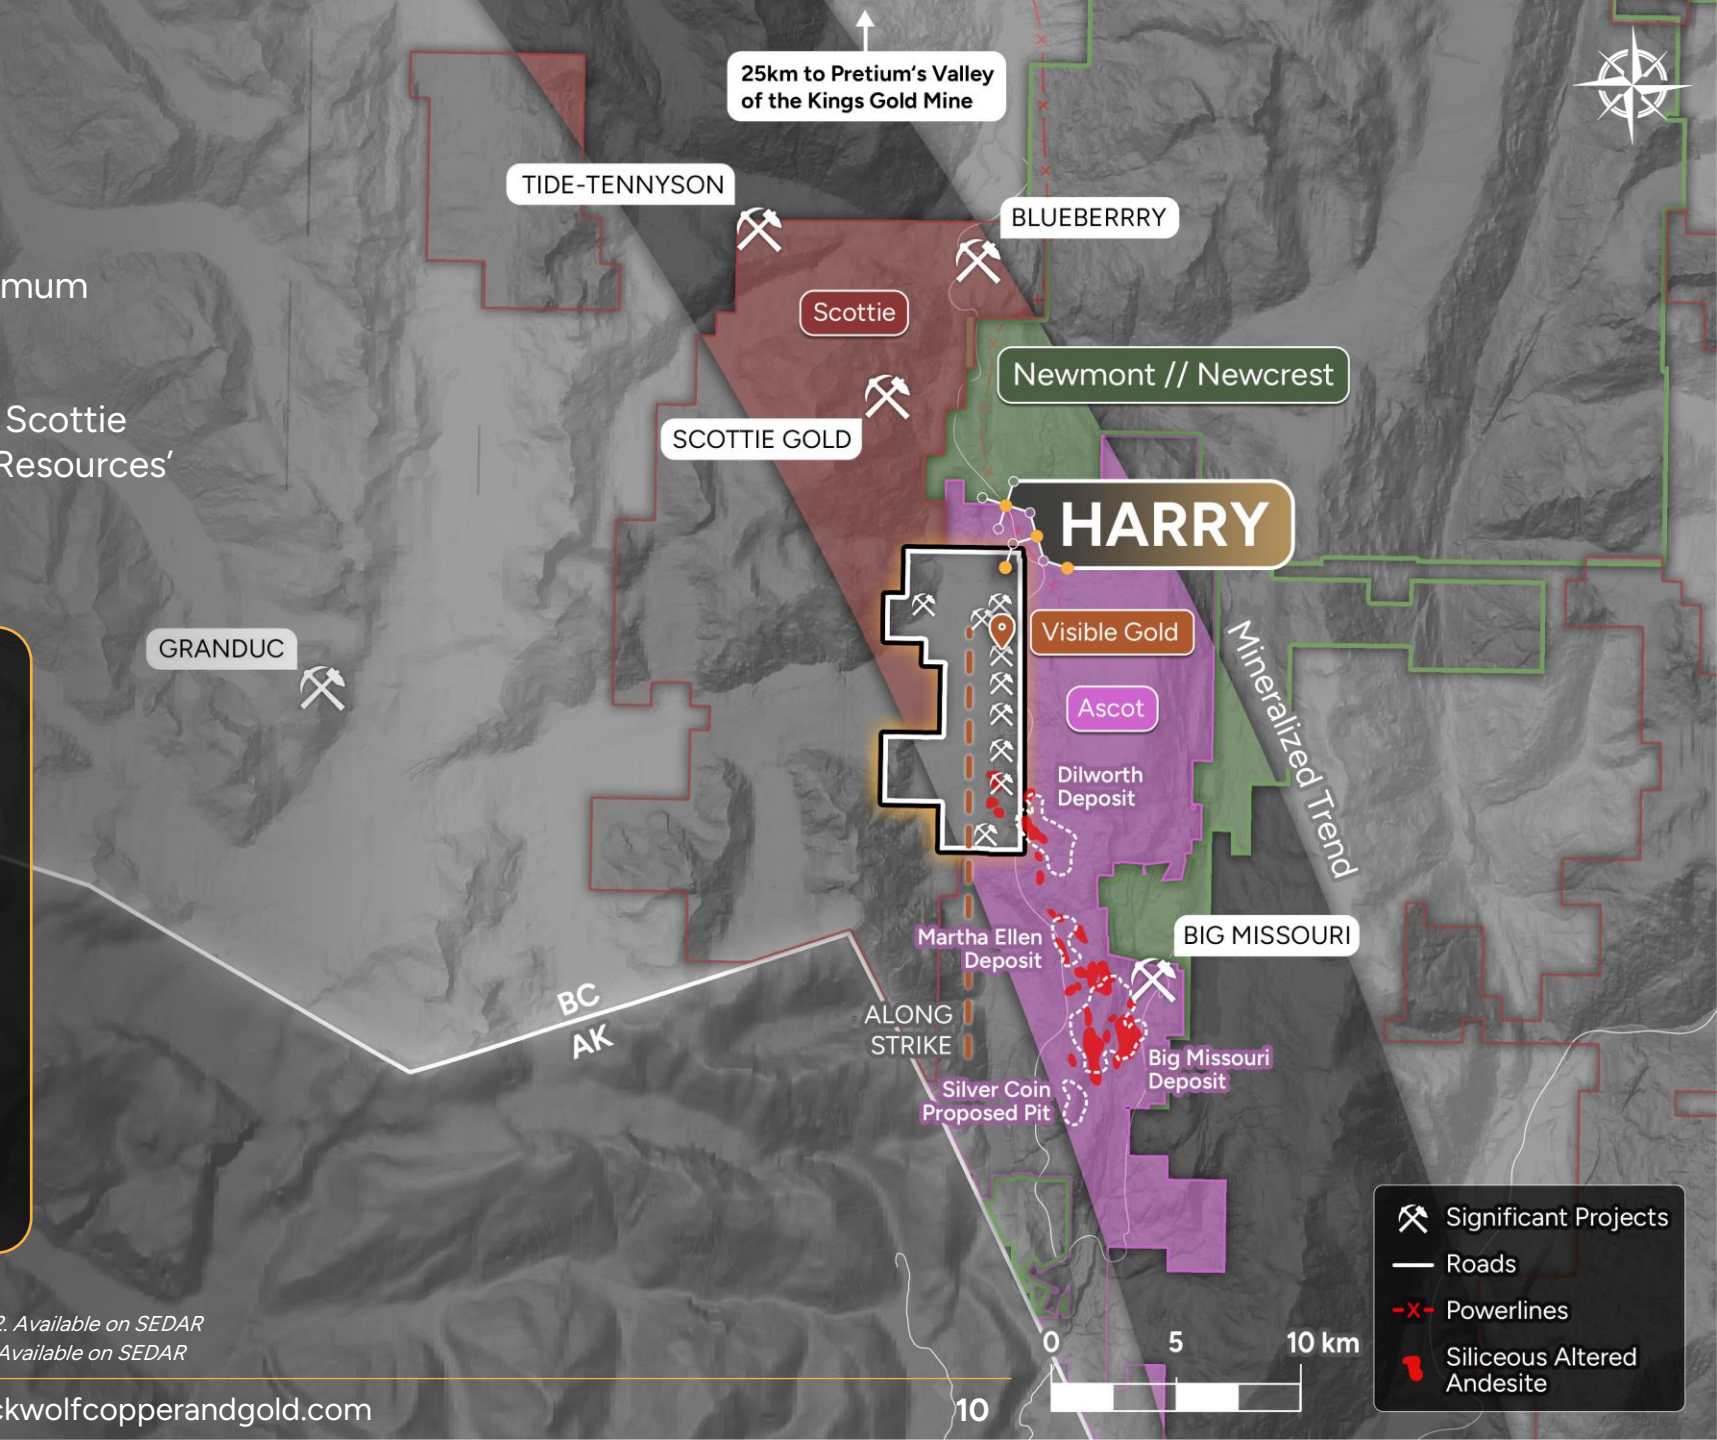 25km to Pretium's Valley
of the Kings Gold Mine
TIDE-TENNYSON
BLUEBERRRY
mum
Scottie
Newmont // Newcrest
Scottie
Resources'
SCOTTIE GOLD
HARRY
GRANDUC
Visible Gold
Mineralized Trend
Ascot
Dilworth
Deposit
Martha Ellen
Deposit
BIG MISSOURI
BC
AK
ALONG
STRIKE
Big Missouri
Deposit
Silver Coin
Proposed Pit
Significant Projects
Roads
Powerlines
Siliceous Altered
Andesite
0 5 10 km
2. Available on SEDAR
Available on SEDAR
ckwolfcopperandgold.com
10